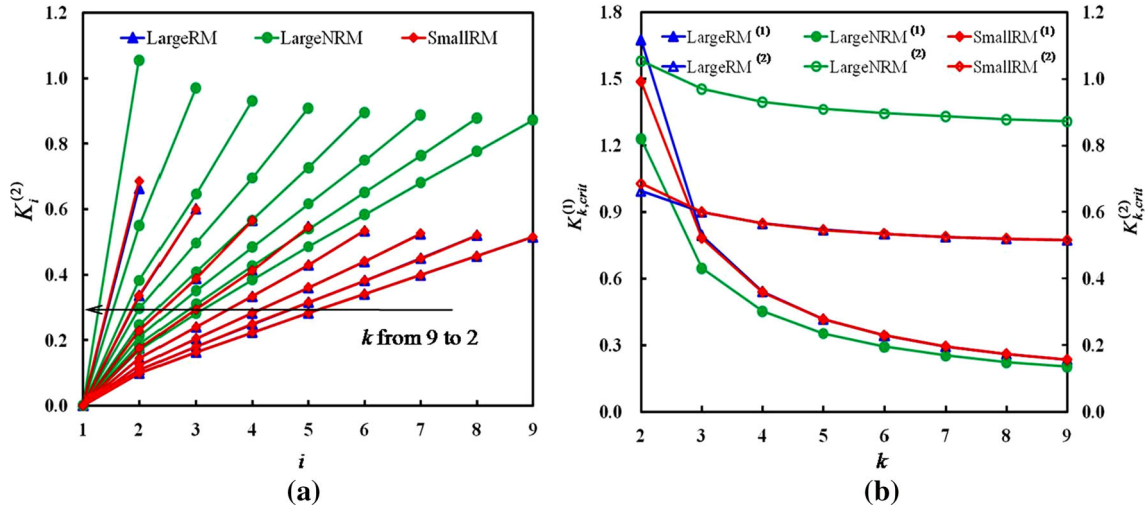 1.2
1.0
0.8
0.6
0.4
0.2
0.0
K_i^(2)
LargeRM LargeNRM SmallRM
k from 9 to 2
1 2 3 4 5 6 7 8 9
i
(a)
1.8
1.5
1.2
0.9
0.6
0.3
0.0
K_k,crit^(1)
LargeRM (1) LargeNRM (1) SmallRM (1)
LargeRM (2) LargeNRM (2) SmallRM (2)
1.2
1.0
0.8
0.6
0.4
0.2
0.0
K_k,crit^(2)
2 3 4 5 6 7 8 9
k
(b)